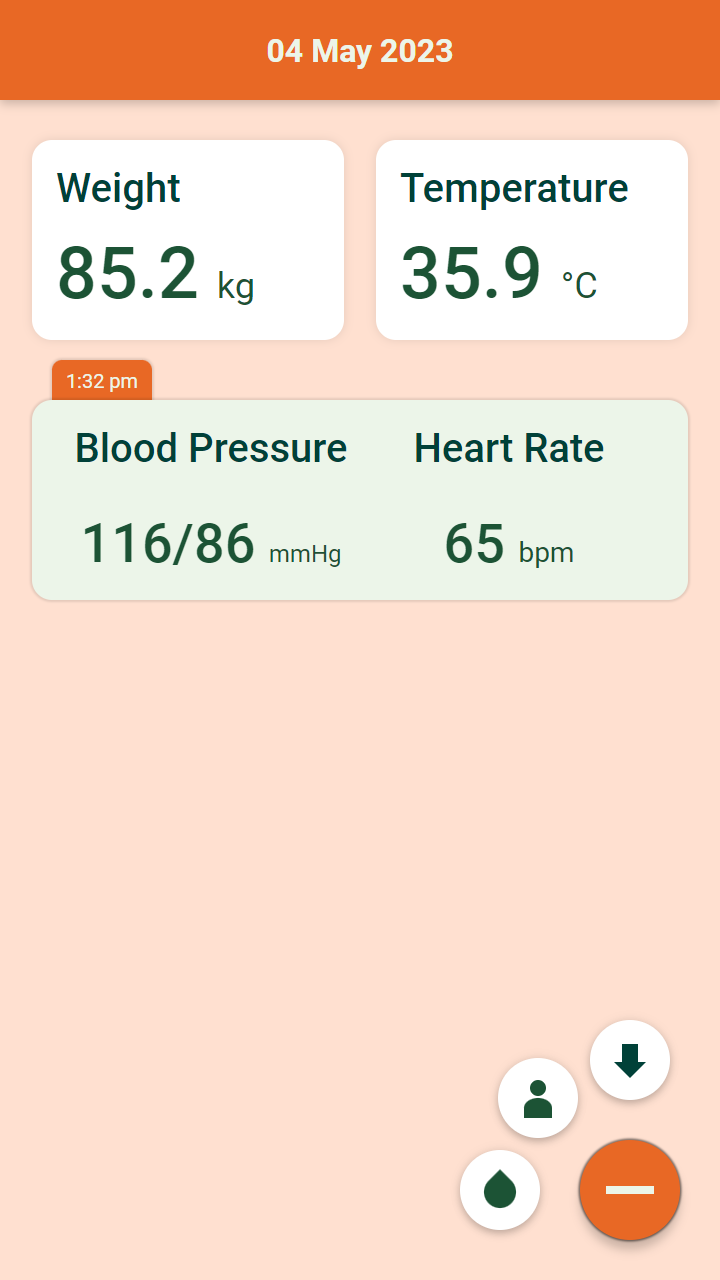 04 May 2023
Weight
85.2 kg
Temperature
35.9 °C
1:32 pm
Blood Pressure
116/86 mmHg
Heart Rate
65 bpm